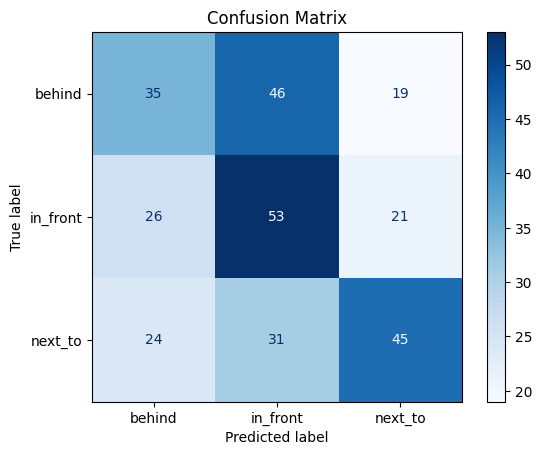 Confusion Matrix
behind 35 46 19
in_front 26 53 21
next_to 24 31 45
behind in_front next_to
Predicted label
True label
50
45
40
35
30
25
20